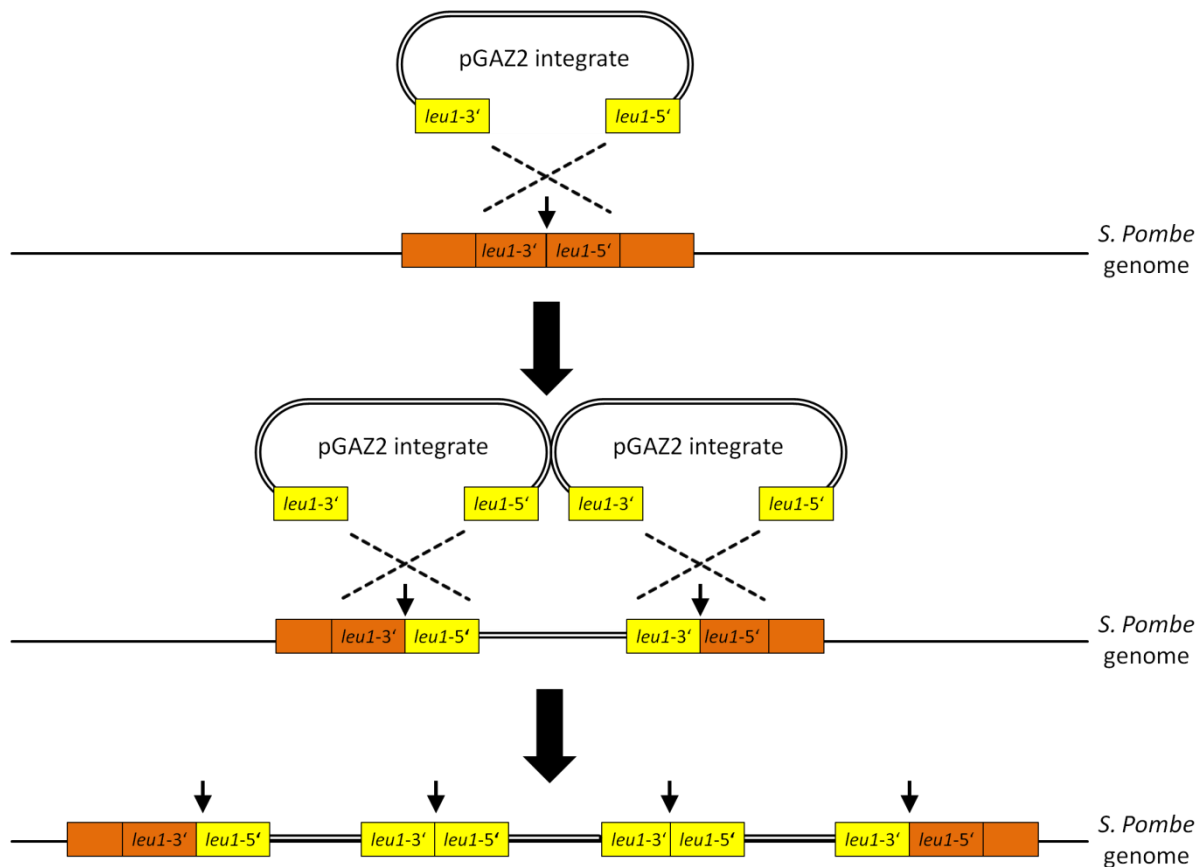 pGAZ2 integrate
leu1-3‘ leu1-5‘
leu1-3‘ leu1-5‘
S. Pombe
genome
pGAZ2 integrate pGAZ2 integrate
leu1-3‘ leu1-5‘ leu1-3‘ leu1-5‘
leu1-3‘ leu1-5‘ leu1-3‘ leu1-5‘
S. Pombe
genome
leu1-3‘ leu1-5‘ leu1-3‘ leu1-5‘ leu1-3‘ leu1-5‘ leu1-3‘ leu1-5‘
S. Pombe
genome